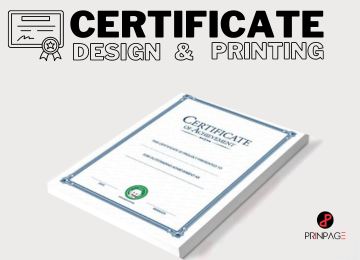 CERTIFICATE
DESIGN & PRINTING
CERTIFICATE
OF ACHIEVEMENT
PRINPAGE